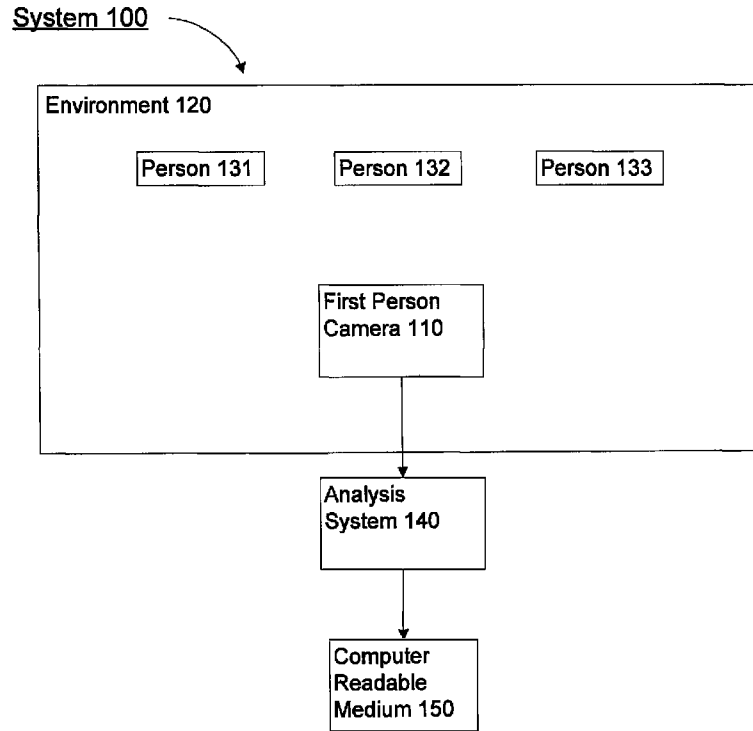 System 100
Environment 120
Person 131
Person 132
Person 133
First Person
Camera 110
Analysis
System 140
Computer
Readable
Medium 150